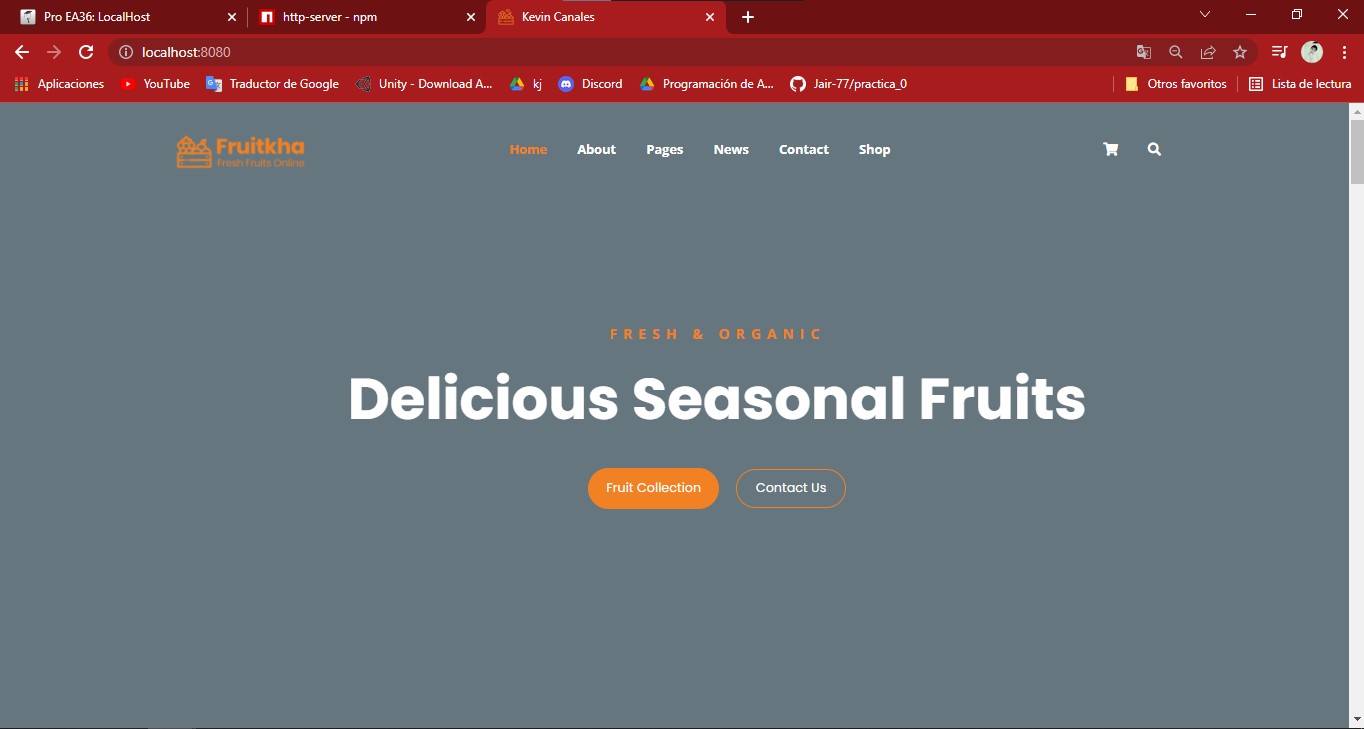 Pro EA36: LocalHost
http-server - npm
Kevin Canales
localhost:8080
Aplicaciones YouTube Traductor de Google Unity - Download A... kj Discord Programación de A... Jair-77/practica_0 Otros favoritos Lista de lectura
Fruitkha
Fresh Fruits Online
Home About Pages News Contact Shop
FRESH & ORGANIC
Delicious Seasonal Fruits
Fruit Collection Contact Us